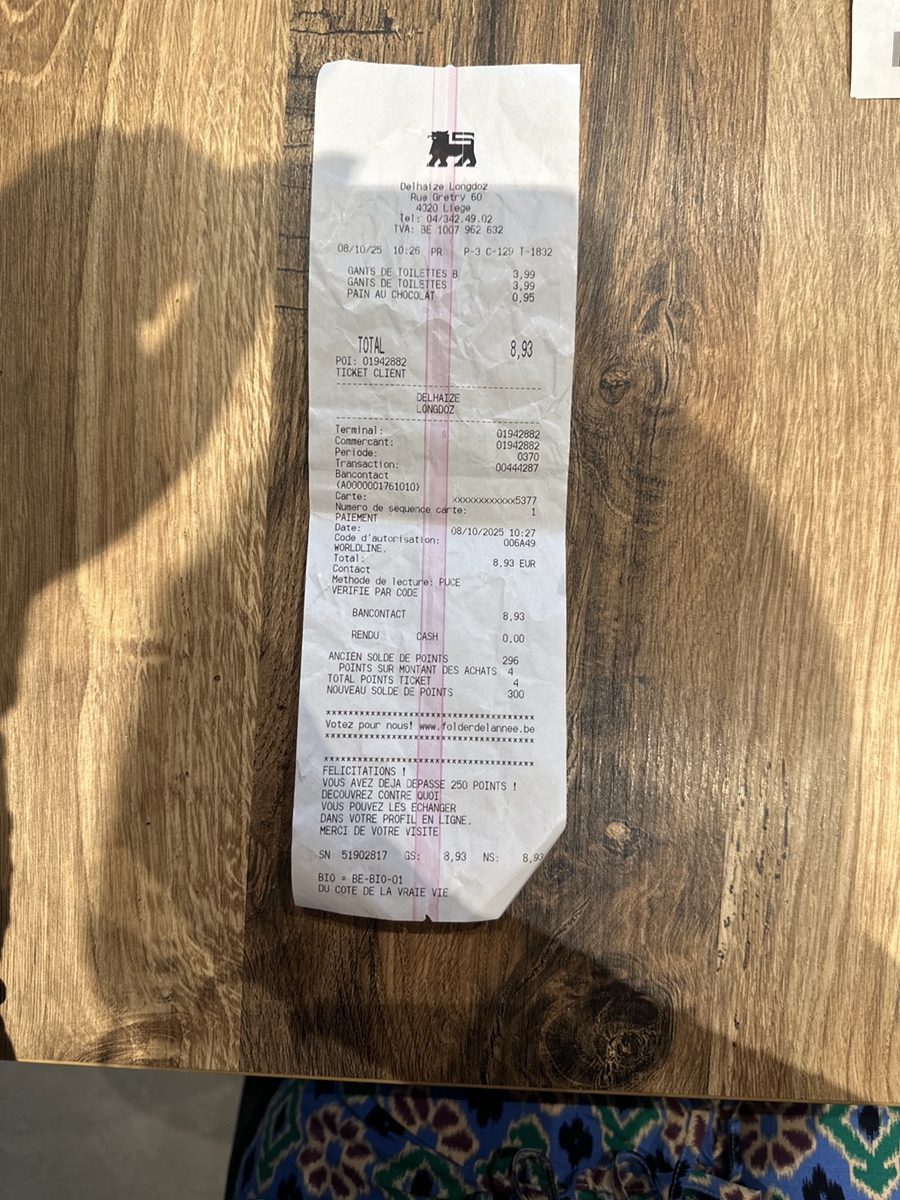 Delhaize Longdoz
Rue Gretry 60
4020 Liege
Tel: 04/342.49.02
TVA: BE 1007 962 632
08/10/25 10:26 PR P-3 C-129 T-1832
GANTS DE TOILETTES B 3,99
GANTS DE TOILETTES 3,99
PAIN AU CHOCOLAT 0,95
TOTAL 8,93
POI: 01942882
TICKET CLIENT
--------------------------------
DELHAIZE
LONGDOZ
--------------------------------
Terminal: 01942882
Commercant: 01942882
Periode: 0370
Transaction: 00444287
Bancontact
(A0000001761010)
Carte: xxxxxxxxxxxx5377
Numero de sequence carte: 1
PAIEMENT
Date: 08/10/2025 10:27
Code d'autorisation: 006A49
WORLDLINE.
Total: 8,93 EUR
Contact
Methode de lecture: PUCE
VERIFIE PAR CODE
BANCONTACT 8,93
RENDU CASH 0,00
ANCIEN SOLDE DE POINTS 296
POINTS SUR MONTANT DES ACHATS 4
TOTAL POINTS TICKET 4
NOUVEAU SOLDE DE POINTS 300
**************************************
Votez pour nous! www.folderdelannee.be
**************************************
**************************************
FELICITATIONS !
VOUS AVEZ DEJA DEPASSE 250 POINTS !
DECOUVREZ CONTRE QUOI
VOUS POUVEZ LES ECHANGER
DANS VOTRE PROFIL EN LIGNE.
MERCI DE VOTRE VISITE
SN 51902817 GS: 8,93 NS: 8,93
BIO = BE-BIO-01
DU COTE DE LA VRAIE VIE